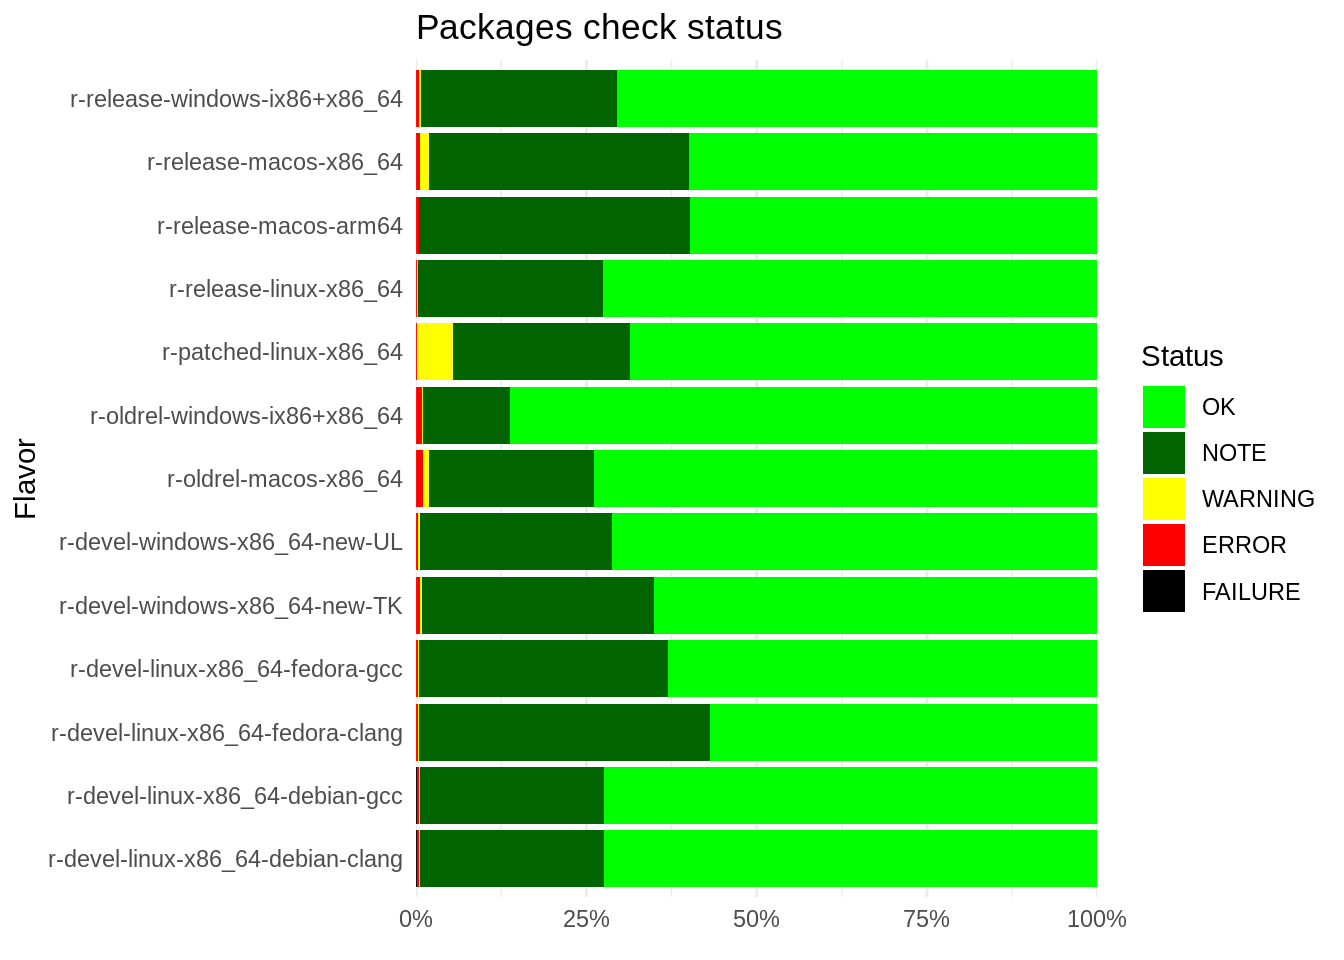 Packages check status
r-release-windows-ix86+x86_64
r-release-macos-x86_64
r-release-macos-arm64
r-release-linux-x86_64
r-patched-linux-x86_64
r-oldrel-windows-ix86+x86_64
r-oldrel-macos-x86_64
r-devel-windows-x86_64-new-UL
r-devel-windows-x86_64-new-TK
r-devel-linux-x86_64-fedora-gcc
r-devel-linux-x86_64-fedora-clang
r-devel-linux-x86_64-debian-gcc
r-devel-linux-x86_64-debian-clang
Flavor
0% 25% 50% 75% 100%
Status
OK
NOTE
WARNING
ERROR
FAILURE